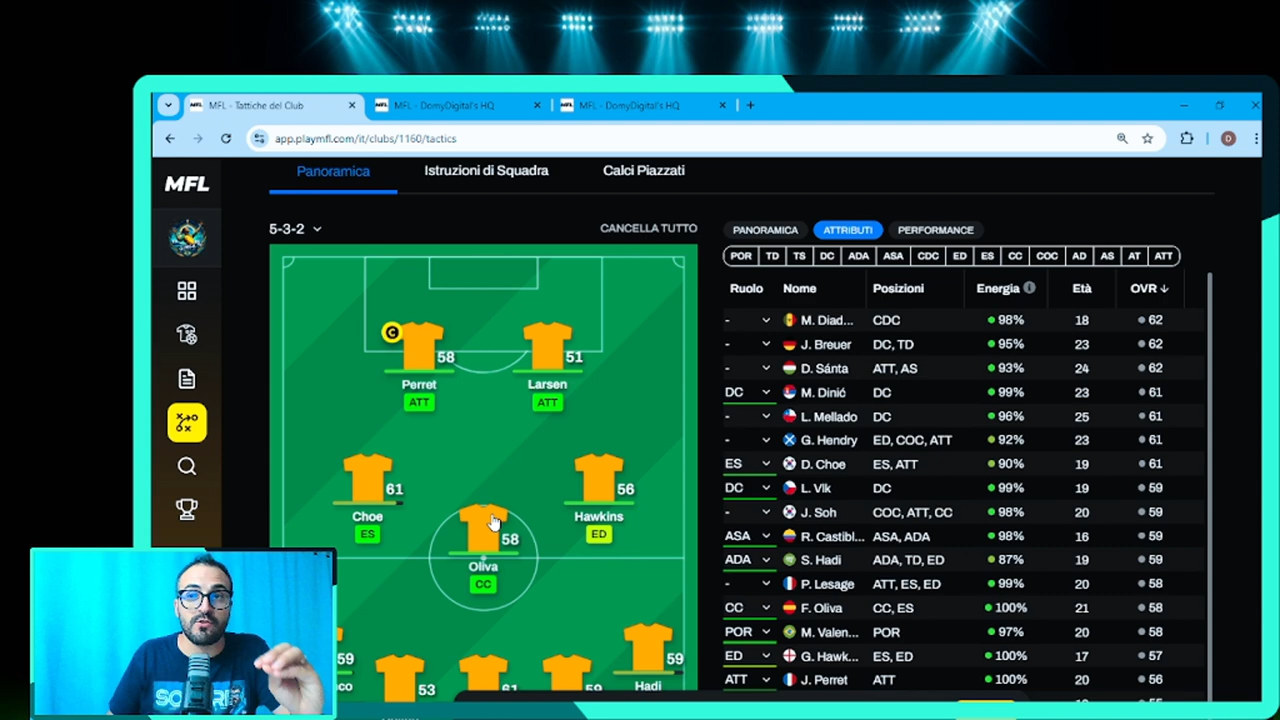 MFL - Tattiche del Club
MFL - DomyDigital's HQ
MFL - DomyDigital's HQ
app.playmfl.com/it/clubs/1160/tactics
D
MFL
Panoramica
Istruzioni di Squadra
Calci Piazzati
5-3-2
CANCELLA TUTTO
C
58
Perret
ATT
51
Larsen
ATT
61
Choe
ES
56
Hawkins
ED
58
Oliva
CC
59
53
61
59
59
Hadi
PANORAMICA ATTRIBUTI PERFORMANCE
POR TD TS DC ADA ASA CDC ED ES CC COC AD AS AT ATT
Ruolo Nome Posizioni Energia Età OVR
- M. Diad... CDC 98% 18 62
- J. Breuer DC, TD 95% 23 62
- D. Sánta ATT, AS 93% 24 62
DC M. Dinić DC 99% 23 61
- L. Mellado DC 96% 25 61
- G. Hendry ED, COC, ATT 92% 23 61
ES D. Choe ES, ATT 90% 19 61
DC L. Vlk DC 99% 19 59
- J. Soh COC, ATT, CC 98% 20 59
ASA R. Castibl... ASA, ADA 98% 16 59
ADA S. Hadi ADA, TD, ED 87% 19 59
- P. Lesage ATT, ES, ED 99% 20 58
CC F. Oliva CC, ES 100% 21 58
POR M. Valen... POR 97% 20 58
ED G. Hawk... ES, ED 100% 17 57
ATT J. Perret ATT 100% 20 56